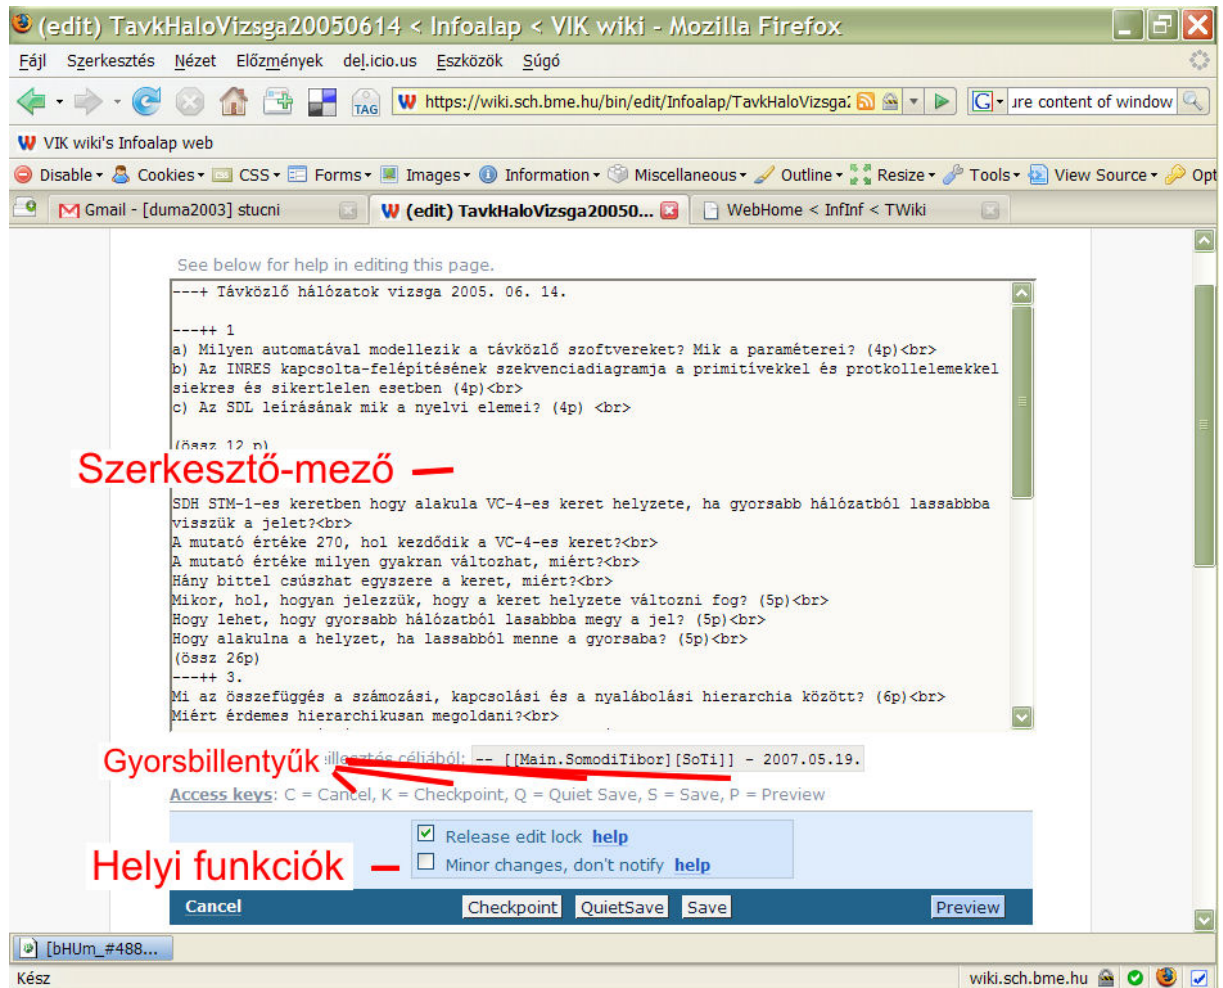 (edit) TavkHaloVizsga20050614 < Infoalap < VIK wiki - Mozilla Firefox
Fájl Szerkesztés Nézet Előzmények del.icio.us Eszközök Súgó
TAG W https://wiki.sch.bme.hu/bin/edit/Infoalap/TavkHaloVizsga G ure content of window
W VIK wiki's Infoalap web
Disable Cookies CSS Forms Images Information Miscellaneous Outline Resize Tools View Source Opt
Gmail - [duma2003] stucni W (edit) TavkHaloVizsga20050... WebHome < InfInf < TWiki
See below for help in editing this page.
---+ Távközlő hálózatok vizsga 2005. 06. 14.
---++ 1
a) Milyen automatával modellezik a távközlő szoftvereket? Mik a paraméterei? (4p)<br>
b) Az INRES kapcsolta-felépítésének szekvenciadiagramja a primitívekkel és protkollelemekkel
siekres és sikertlelen esetben (4p)<br>
c) Az SDL leírásának mik a nyelvi elemei? (4p) <br>
(össz 12 p)
Szerkesztő-mező
SDH STM-1-es keretben hogy alakula VC-4-es keret helyzete, ha gyorsabb hálózatból lassabbba
visszük a jelet?<br>
A mutató értéke 270, hol kezdődik a VC-4-es keret?<br>
A mutató értéke milyen gyakran változhat, miért?<br>
Hány bittel csúszhat egyszere a keret, miért?<br>
Mikor, hol, hogyan jelezzük, hogy a keret helyzete változni fog? (5p)<br>
Hogy lehet, hogy gyorsabb hálózatból lasabbba megy a jel? (5p)<br>
Hogy alakulna a helyzet, ha lassabból menne a gyorsaba? (5p)<br>
(össz 26p)
---++ 3.
Mi az összefüggés a számozási, kapcsolási és a nyalábolási hierarchia között? (6p)<br>
Miért érdemes hierarchikusan megoldani?<br>
Gyorsbillentyűk illesztés céljából: -- [[Main.SomodiTibor][SoTi]] - 2007.05.19.
Access keys: C = Cancel, K = Checkpoint, Q = Quiet Save, S = Save, P = Preview
Release edit lock help
Helyi funkciók
Minor changes, don't notify help
Cancel Checkpoint QuietSave Save Preview
[bHUm_#488...
Kész wiki.sch.bme.hu